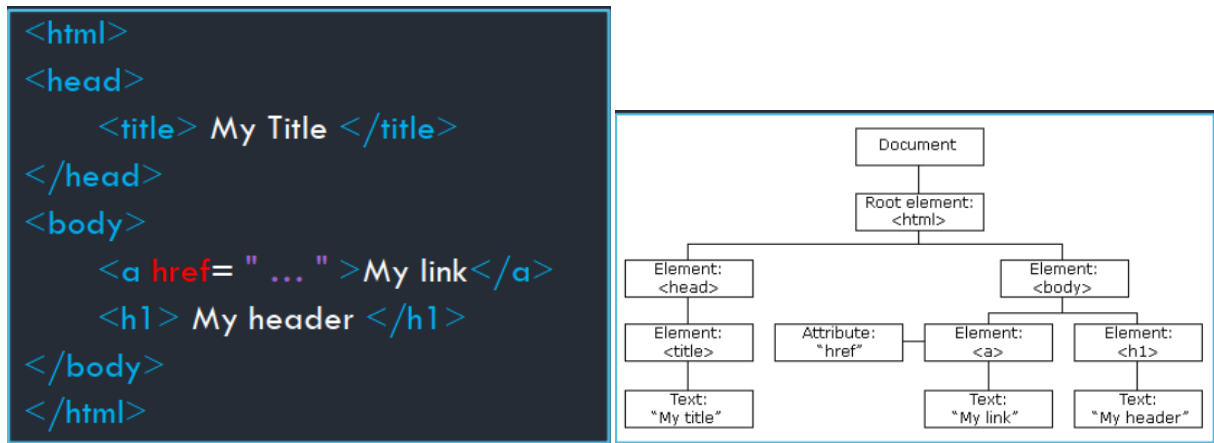 <html>
<head>
<title> My Title </title>
</head>
<body>
<a href= " ... " >My link</a>
<h1> My header </h1>
</body>
</html>
Document
Root element:
<html>
Element:
<head>
Element:
<body>
Element:
<title>
Attribute:
"href"
Element:
<a>
Element:
<h1>
Text:
"My title"
Text:
"My link"
Text:
"My header"